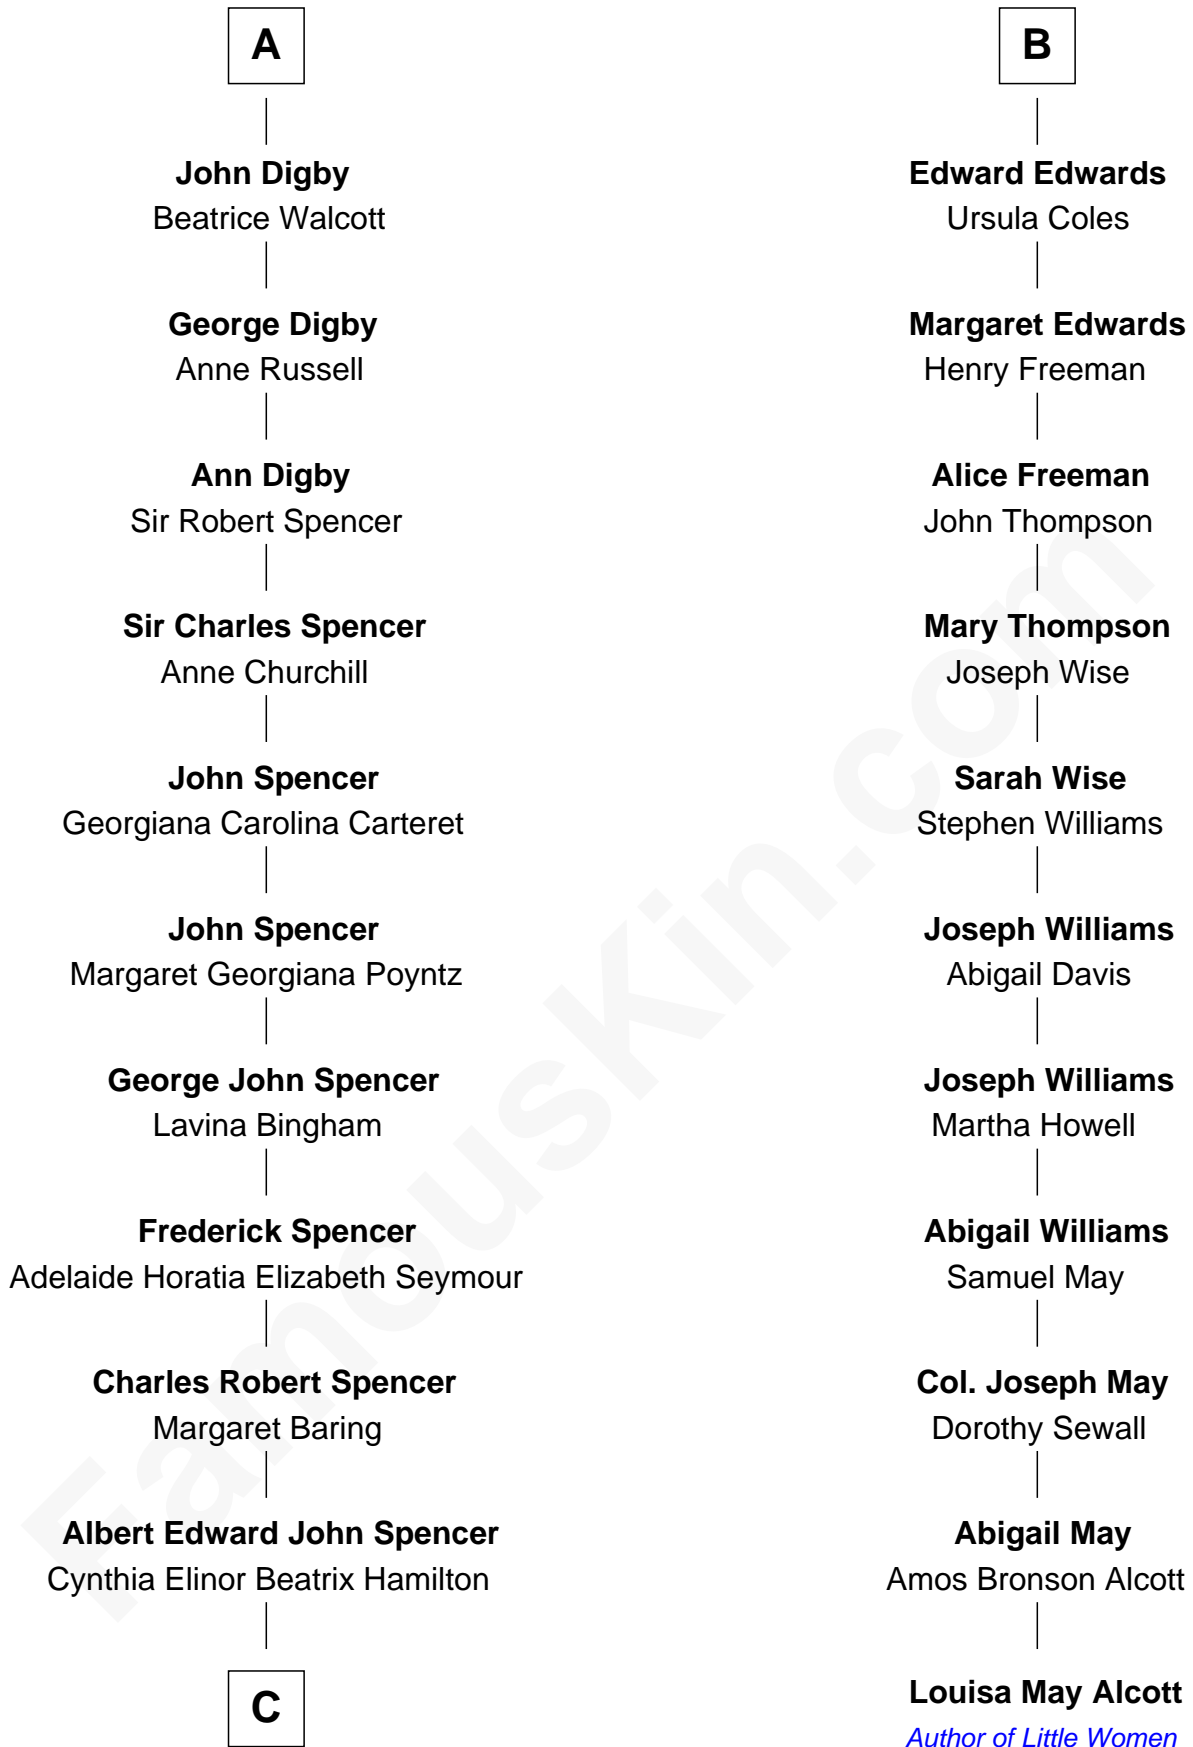 A
John Digby
Beatrice Walcott
George Digby
Anne Russell
Ann Digby
Sir Robert Spencer
Sir Charles Spencer
Anne Churchill
John Spencer
Georgiana Carolina Carteret
John Spencer
Margaret Georgiana Poyntz
George John Spencer
Lavina Bingham
Frederick Spencer
Adelaide Horatia Elizabeth Seymour
Charles Robert Spencer
Margaret Baring
Albert Edward John Spencer
Cynthia Elinor Beatrix Hamilton
C
B
Edward Edwards
Ursula Coles
Margaret Edwards
Henry Freeman
Alice Freeman
John Thompson
Mary Thompson
Joseph Wise
Sarah Wise
Stephen Williams
Joseph Williams
Abigail Davis
Joseph Williams
Martha Howell
Abigail Williams
Samuel May
Col. Joseph May
Dorothy Sewall
Abigail May
Amos Bronson Alcott
Louisa May Alcott
Author of Little Women
FamousKin.com